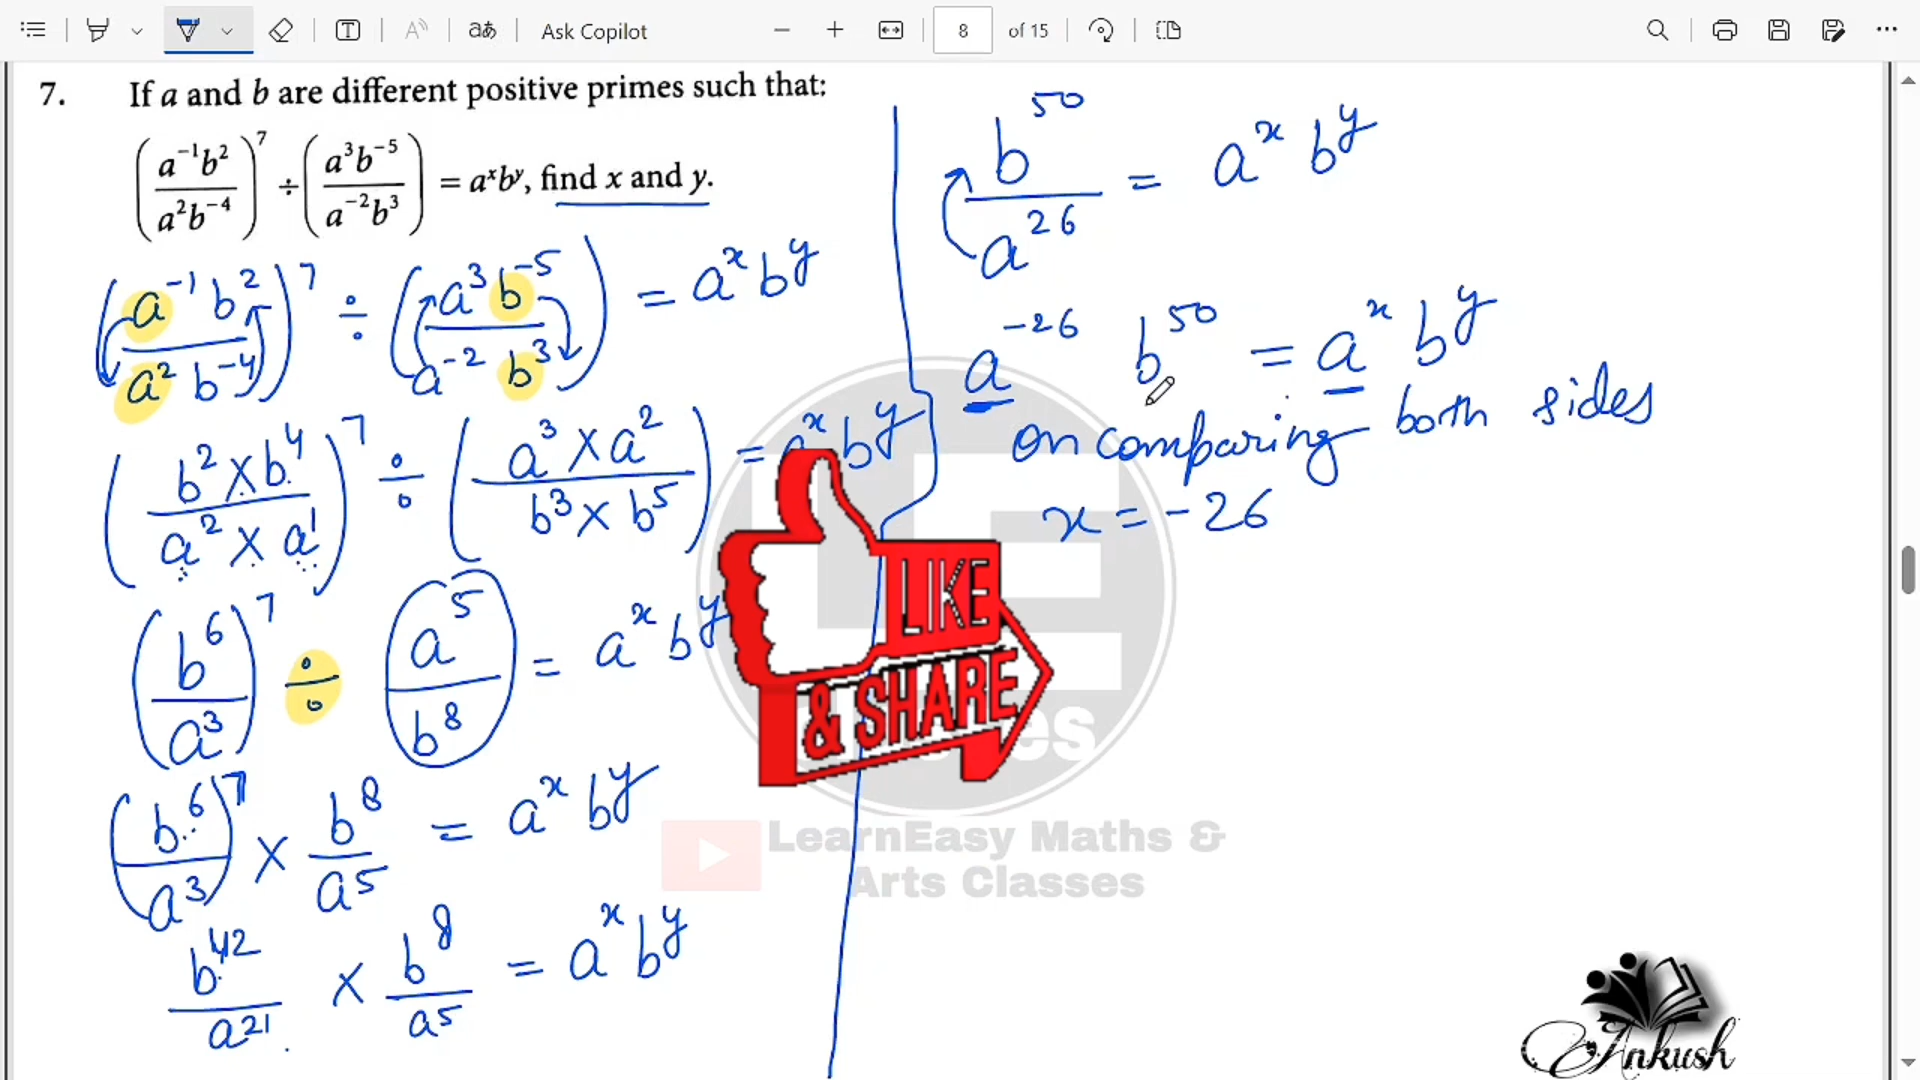 Ask Copilot 8 of 15
7. If a and b are different positive primes such that:
(a⁻¹b²/a²b⁻⁴)⁷ ÷ (a³b⁻⁵/a⁻²b³) = aˣbʸ, find x and y.
(a⁻¹b²/a²b⁻⁴)⁷ ÷ (a³b⁻⁵/a⁻²b³) = aˣbʸ
(b²×b⁴/a²×a¹)⁷ ÷ (a³×a²/b³×b⁵) = aˣbʸ
(b⁶/a³)⁷ ÷ a⁵/b⁸ = aˣbʸ
(b⁶/a³)⁷ × b⁸/a⁵ = aˣbʸ
b⁴²/a²¹ × b⁸/a⁵ = aˣbʸ
b⁵⁰/a²⁶ = aˣbʸ
a⁻²⁶ b⁵⁰ = aˣbʸ
on comparing both sides
x = -26
LIKE
& SHARE
LearnEasy Maths &
Arts Classes
Ankush